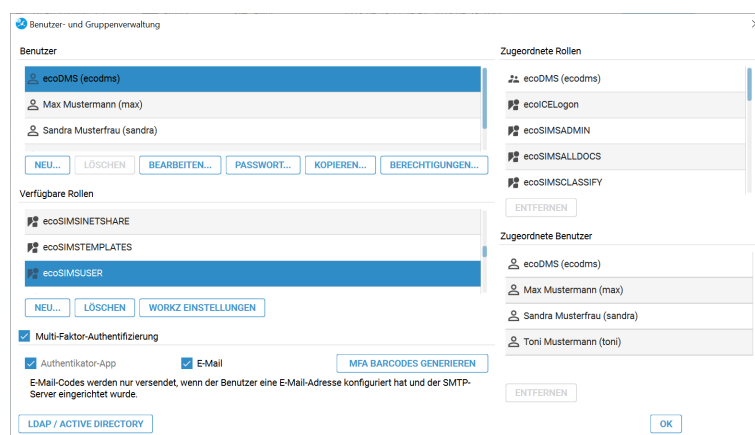 Benutzer- und Gruppenverwaltung
Benutzer
ecoDMS (ecodms)
Max Mustermann (max)
Sandra Musterfrau (sandra)
NEU...
LÖSCHEN
BEARBEITEN...
PASSWORT...
KOPIEREN...
BERECHTIGUNGEN...
Verfügbare Rollen
ecoSIMSINETSHARE
ecoSIMSTEMPLATES
ecoSIMSUSER
NEU...
LÖSCHEN
WORKZ EINSTELLUNGEN
Multi-Faktor-Authentifizierung
Authentikator-App
E-Mail
MFA BARCODES GENERIEREN
E-Mail-Codes werden nur versendet, wenn der Benutzer eine E-Mail-Adresse konfiguriert hat und der SMTP-
Server eingerichtet wurde.
LDAP / ACTIVE DIRECTORY
Zugeordnete Rollen
ecoDMS (ecodms)
ecoICELogon
ecoSIMSADMIN
ecoSIMSALLDOCS
ecoSIMSCLASSIFY
ENTFERNEN
Zugeordnete Benutzer
ecoDMS (ecodms)
Max Mustermann (max)
Sandra Musterfrau (sandra)
Toni Mustermann (toni)
ENTFERNEN
OK